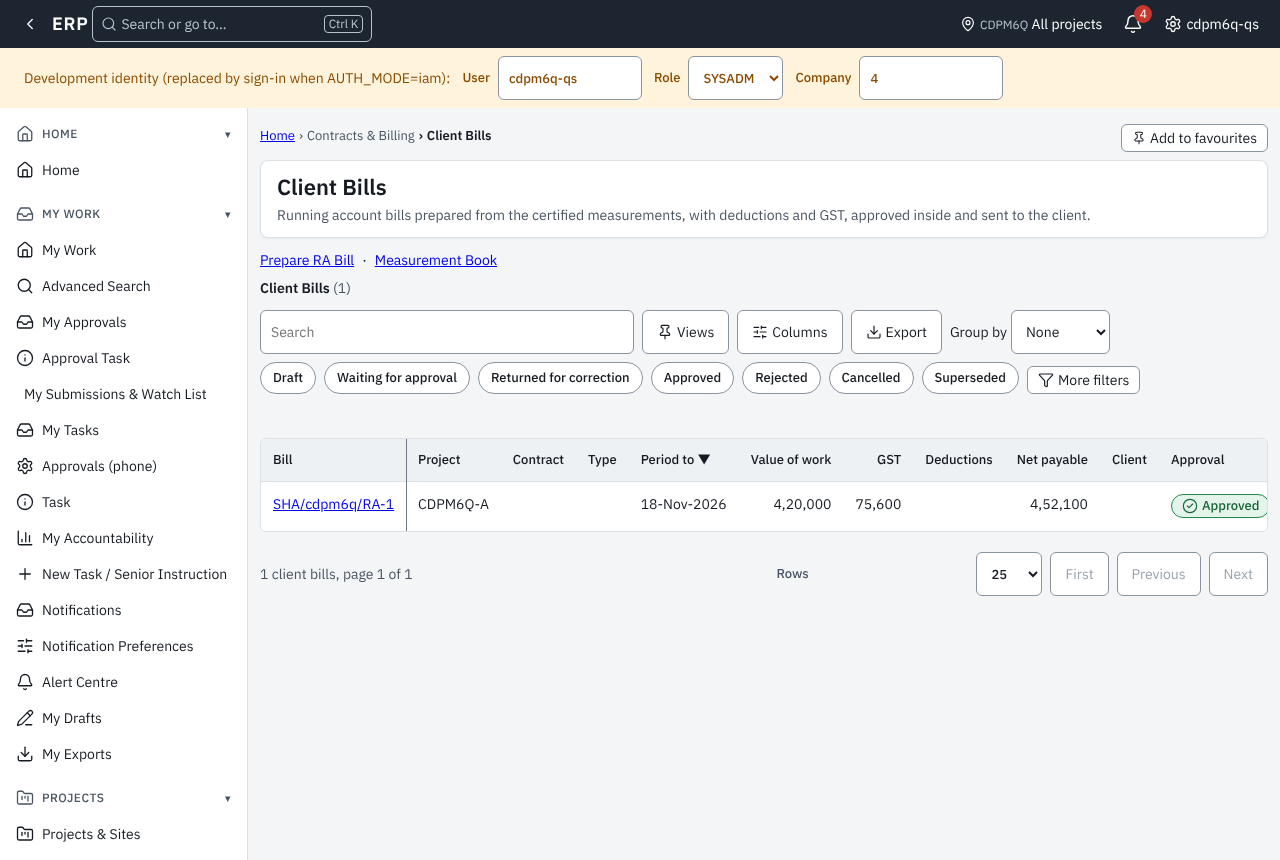 ERP Search or go to... Ctrl K CDPM6Q All projects 4 cdpm6q-qs
Development identity (replaced by sign-in when AUTH_MODE=iam): User cdpm6q-qs Role SYSADM Company 4
HOME
Home
MY WORK
My Work
Advanced Search
My Approvals
Approval Task
My Submissions & Watch List
My Tasks
Approvals (phone)
Task
My Accountability
New Task / Senior Instruction
Notifications
Notification Preferences
Alert Centre
My Drafts
My Exports
PROJECTS
Projects & Sites
Home › Contracts & Billing › Client Bills Add to favourites
Client Bills
Running account bills prepared from the certified measurements, with deductions and GST, approved inside and sent to the client.
Prepare RA Bill · Measurement Book
Client Bills (1)
Search Views Columns Export Group by None
Draft Waiting for approval Returned for correction Approved Rejected Cancelled Superseded More filters
Bill Project Contract Type Period to ▼ Value of work GST Deductions Net payable Client Approval
SHA/cdpm6q/RA-1 CDPM6Q-A 18-Nov-2026 4,20,000 75,600 4,52,100 Approved
1 client bills, page 1 of 1 Rows 25 First Previous Next